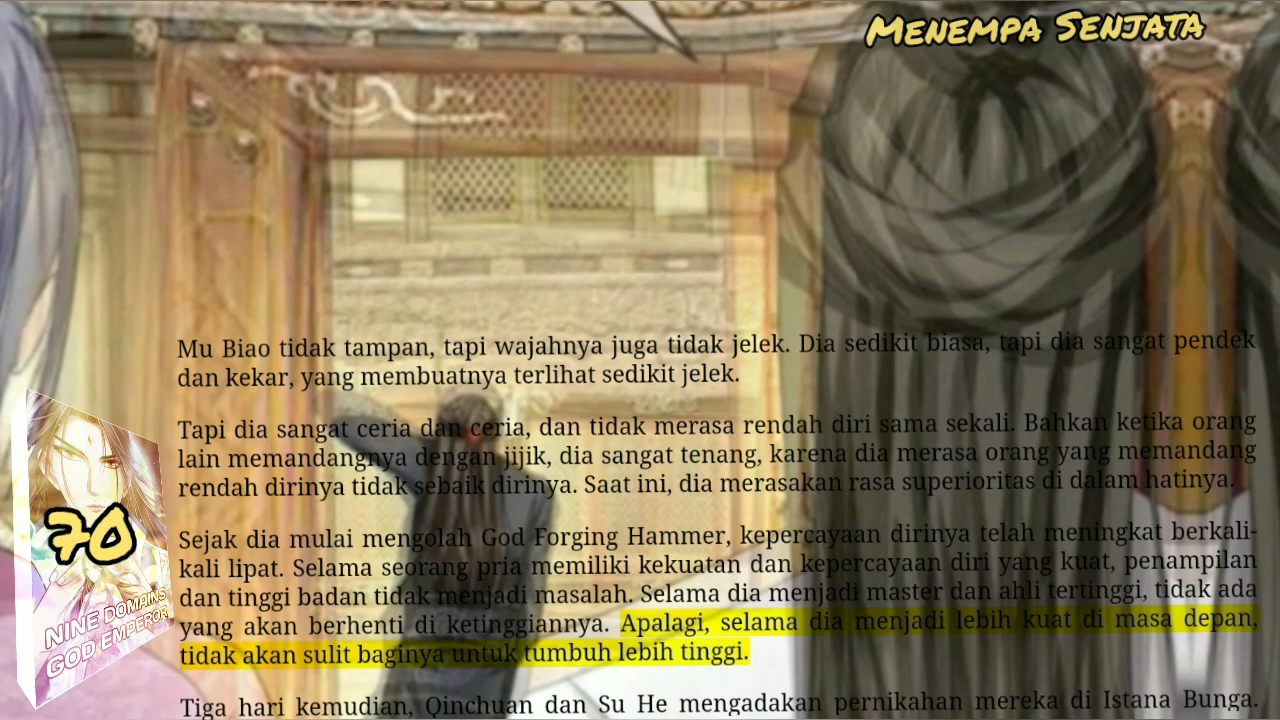 Menempa Senjata
Mu Biao tidak tampan, tapi wajahnya juga tidak jelek. Dia sedikit biasa, tapi dia sangat pendek
dan kekar, yang membuatnya terlihat sedikit jelek.
Tapi dia sangat ceria dan ceria, dan tidak merasa rendah diri sama sekali. Bahkan ketika orang
lain memandangnya dengan jijik, dia sangat tenang, karena dia merasa orang yang memandang
rendah dirinya tidak sebaik dirinya. Saat ini, dia merasakan rasa superioritas di dalam hatinya.
Sejak dia mulai mengolah God Forging Hammer, kepercayaan dirinya telah meningkat berkali-
kali lipat. Selama seorang pria memiliki kekuatan dan kepercayaan diri yang kuat, penampilan
dan tinggi badan tidak menjadi masalah. Selama dia menjadi master dan ahli tertinggi, tidak ada
yang akan berhenti di ketinggiannya. Apalagi, selama dia menjadi lebih kuat di masa depan,
tidak akan sulit baginya untuk tumbuh lebih tinggi.
Tiga hari kemudian, Qinchuan dan Su He mengadakan pernikahan mereka di Istana Bunga.
70
NINE DOMAINS
GOD EMPEROR